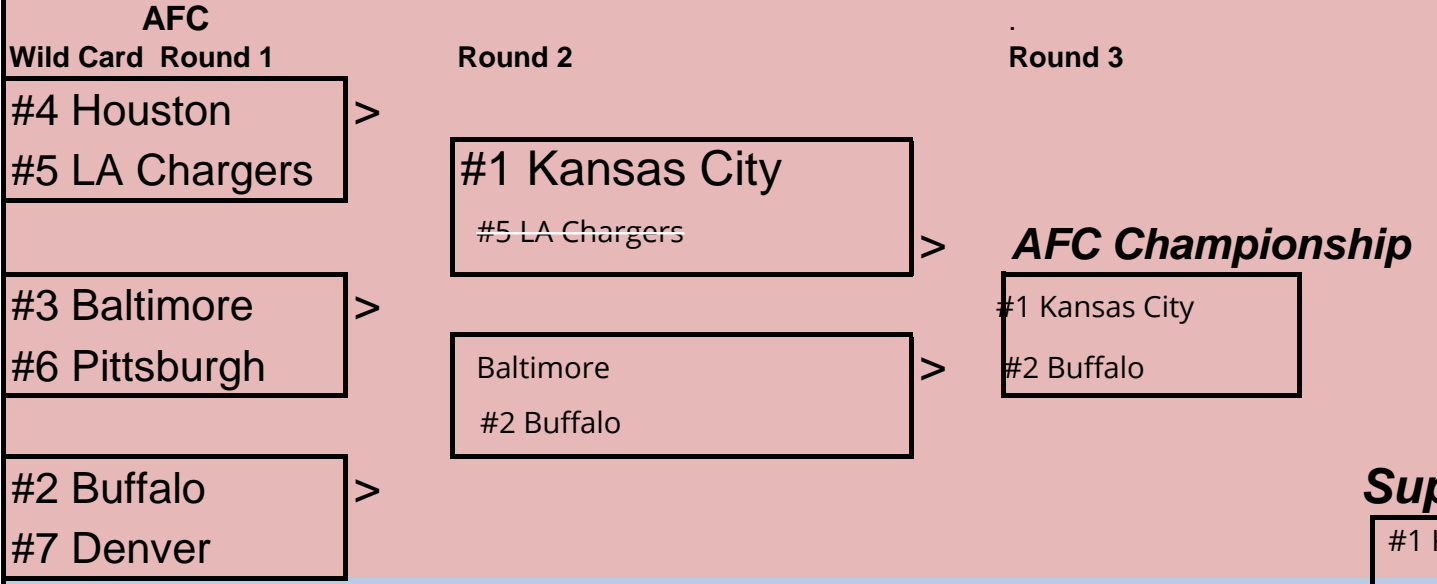 AFC
.
Wild Card  Round 1
Round 2
Round 3
#4 Houston
>
#5 LA Chargers
#1 Kansas City
#5 LA Chargers
>
AFC Championship
#3 Baltimore
>
#6 Pittsburgh
#1 Kansas City
Baltimore
>
#2 Buffalo
#2 Buffalo
#2 Buffalo
>
#7 Denver
#1